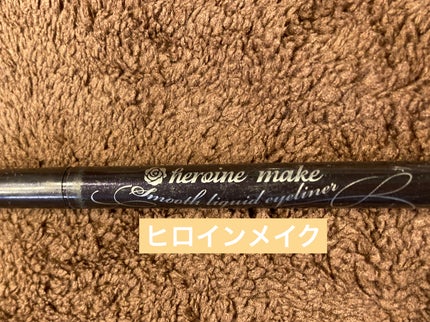 heroine make
Smooth liquid eyeliner
ヒロインメイク